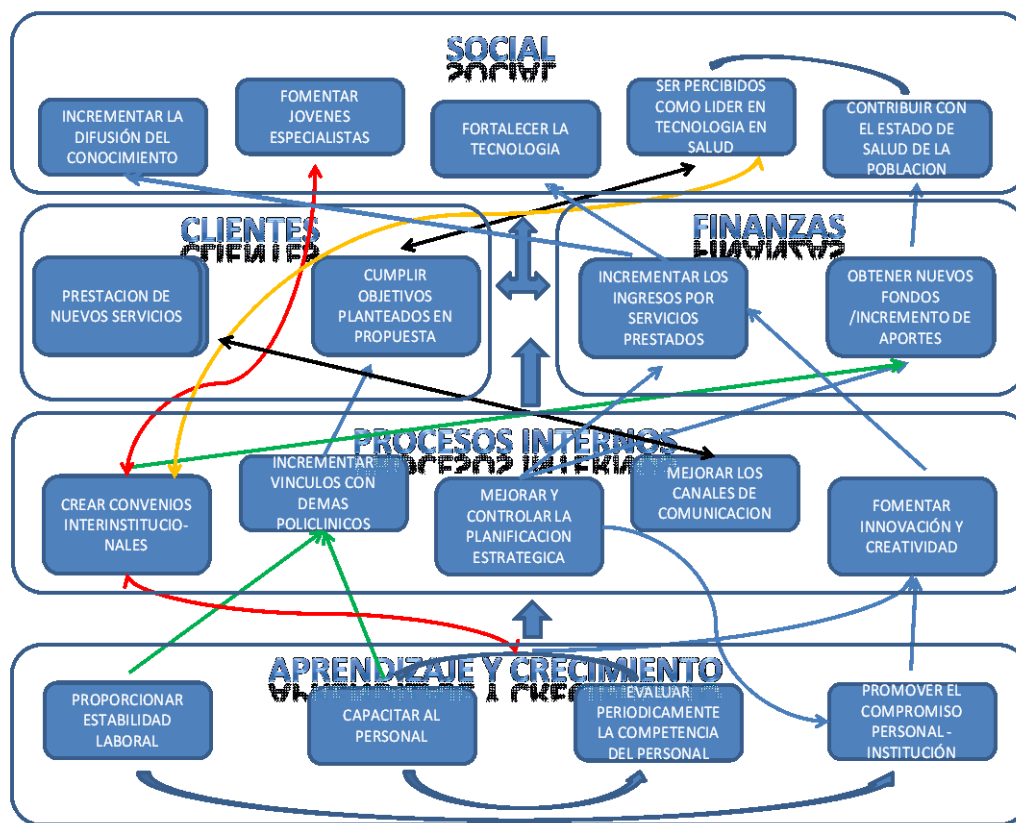 SOCIAL
INCREMENTAR LA
DIFUSIÓN DEL
CONOCIMIENTO
FOMENTAR
JOVENES
ESPECIALISTAS
FORTALECER LA
TECNOLOGIA
SER PERCIBIDOS
COMO LIDER EN
TECNOLOGIA EN
SALUD
CONTRIBUIR CON
EL ESTADO DE
SALUD DE LA
POBLACION
CLIENTES
PRESTACION DE
NUEVOS SERVICIOS
CUMPLIR
OBJETIVOS
PLANTEADOS EN
PROPUESTA
FINANZAS
INCREMENTAR LOS
INGRESOS POR
SERVICIOS
PRESTADOS
OBTENER NUEVOS
FONDOS
/INCREMENTO DE
APORTES
PROCESOS INTERNOS
CREAR CONVENIOS
INTERINSTITUCIO-
NALES
INCREMENTAR
VINCULOS CON
DEMAS
POLICLINICOS
MEJORAR Y
CONTROLAR LA
PLANIFICACION
ESTRATEGICA
MEJORAR LOS
CANALES DE
COMUNICACION
FOMENTAR
INNOVACIÓN Y
CREATIVIDAD
APRENDIZAJE Y CRECIMIENTO
PROPORCIONAR
ESTABILIDAD
LABORAL
CAPACITAR AL
PERSONAL
EVALUAR
PERIODICAMENTE
LA COMPETENCIA
DEL PERSONAL
PROMOVER EL
COMPROMISO
PERSONAL -
INSTITUCIÓN